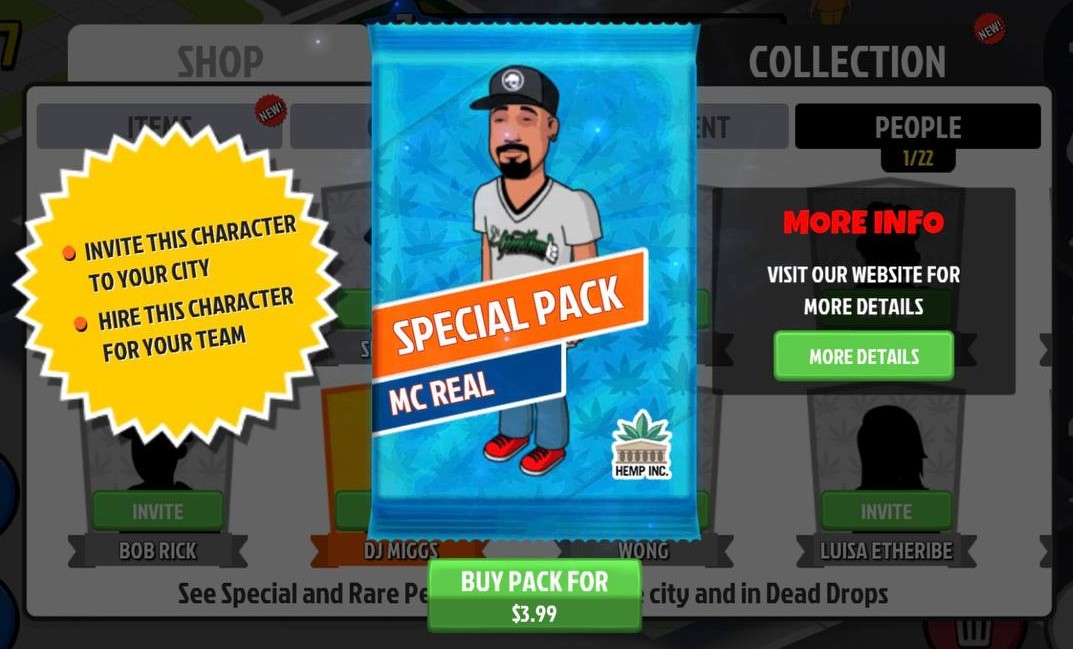 SHOP
COLLECTION
NEW!
ITEMS
NEW!
PEOPLE
1/22
INVITE THIS CHARACTER
TO YOUR CITY
HIRE THIS CHARACTER
FOR YOUR TEAM
SPECIAL PACK
MC REAL
HEMP INC.
MORE INFO
VISIT OUR WEBSITE FOR
MORE DETAILS
MORE DETAILS
INVITE
INVITE
BOB RICK
DJ MIGGS
WONG
LUISA ETHERIBE
See Special and Rare
city and in Dead Drops
BUY PACK FOR
$3.99